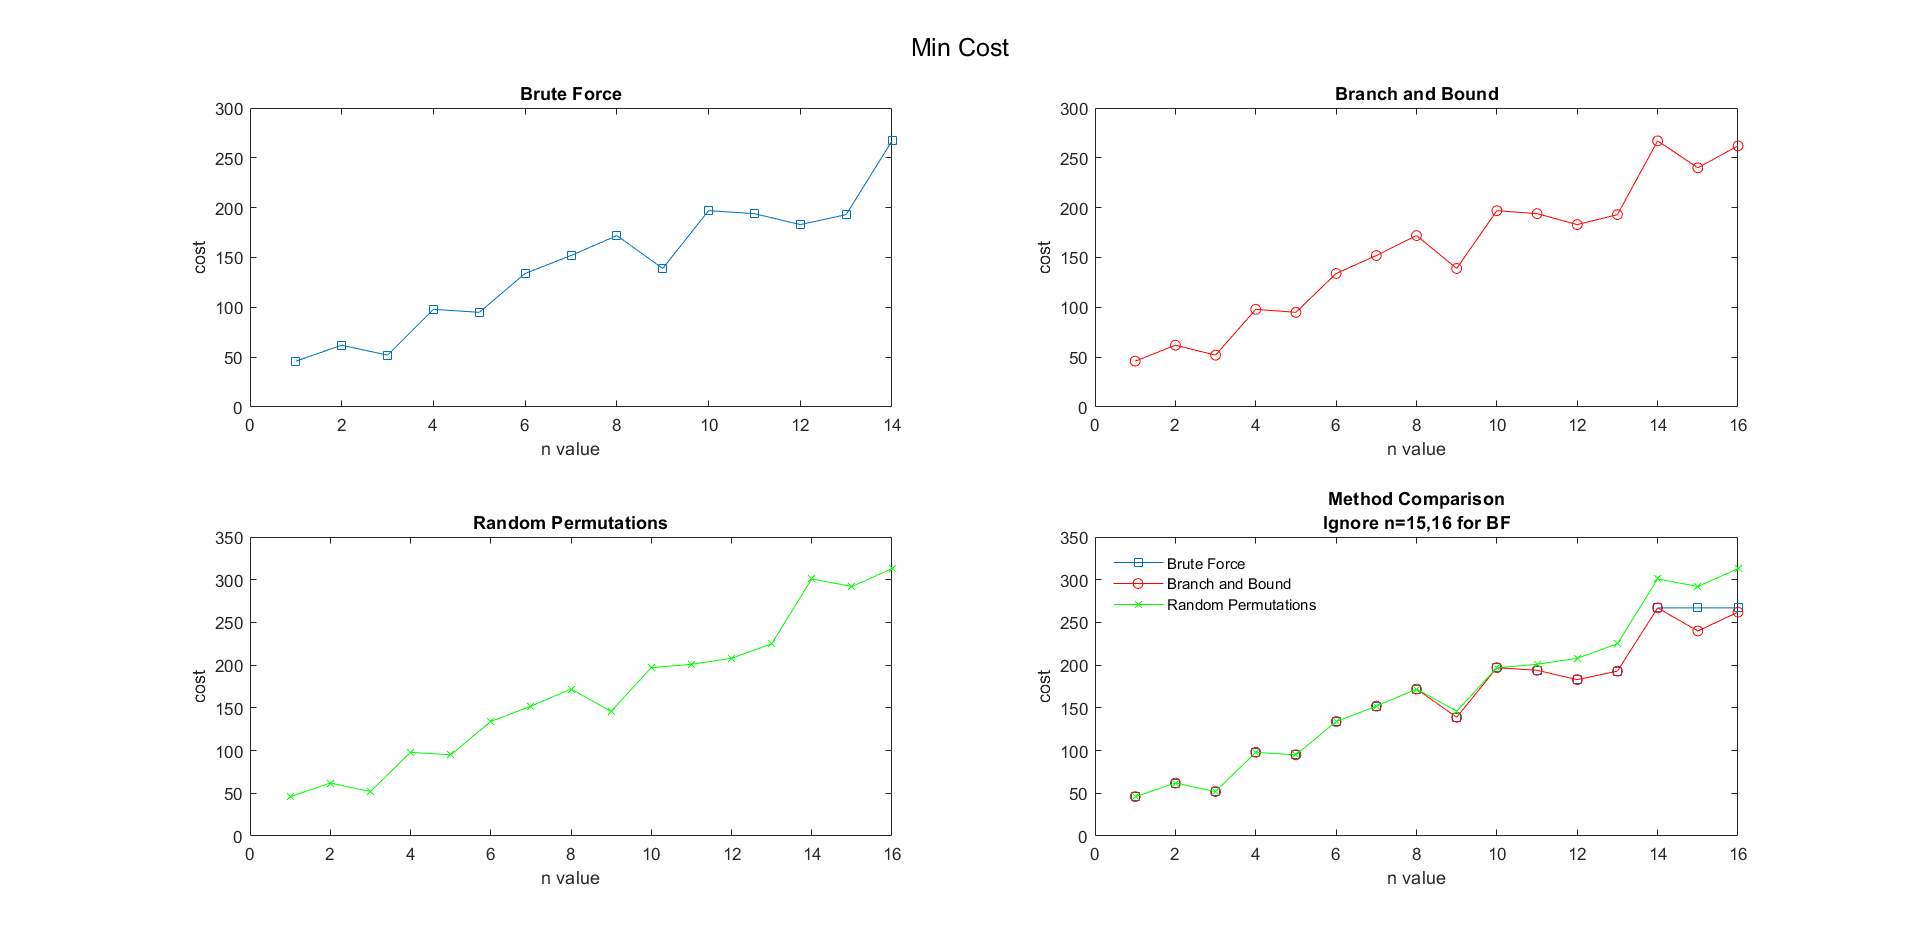 Min Cost
Brute Force
300
250
200
150
100
50
0
cost
0 2 4 6 8 10 12 14
n value
Branch and Bound
300
250
200
150
100
50
0
cost
0 2 4 6 8 10 12 14 16
n value
Random Permutations
350
300
250
200
150
100
50
0
cost
0 2 4 6 8 10 12 14 16
n value
Method Comparison
Ignore n=15,16 for BF
350
300
250
200
150
100
50
0
cost
Brute Force
Branch and Bound
Random Permutations
0 2 4 6 8 10 12 14 16
n value